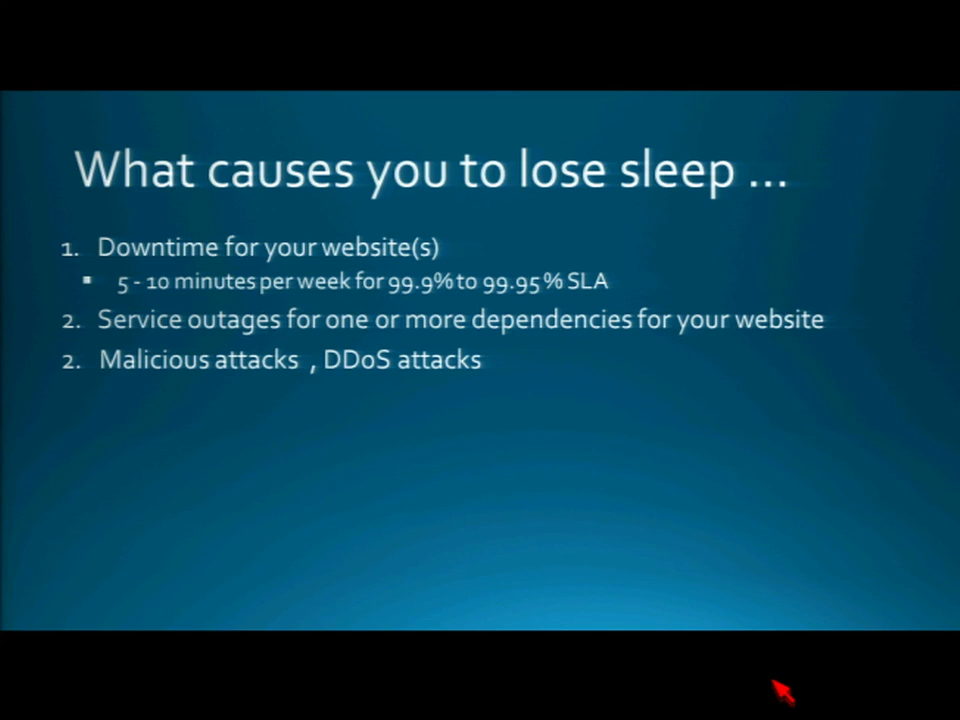 What causes you to lose sleep ...
1. Downtime for your website(s)
▪ 5 - 10 minutes per week for 99.9% to 99.95 % SLA
2. Service outages for one or more dependencies for your website
2. Malicious attacks , DDoS attacks